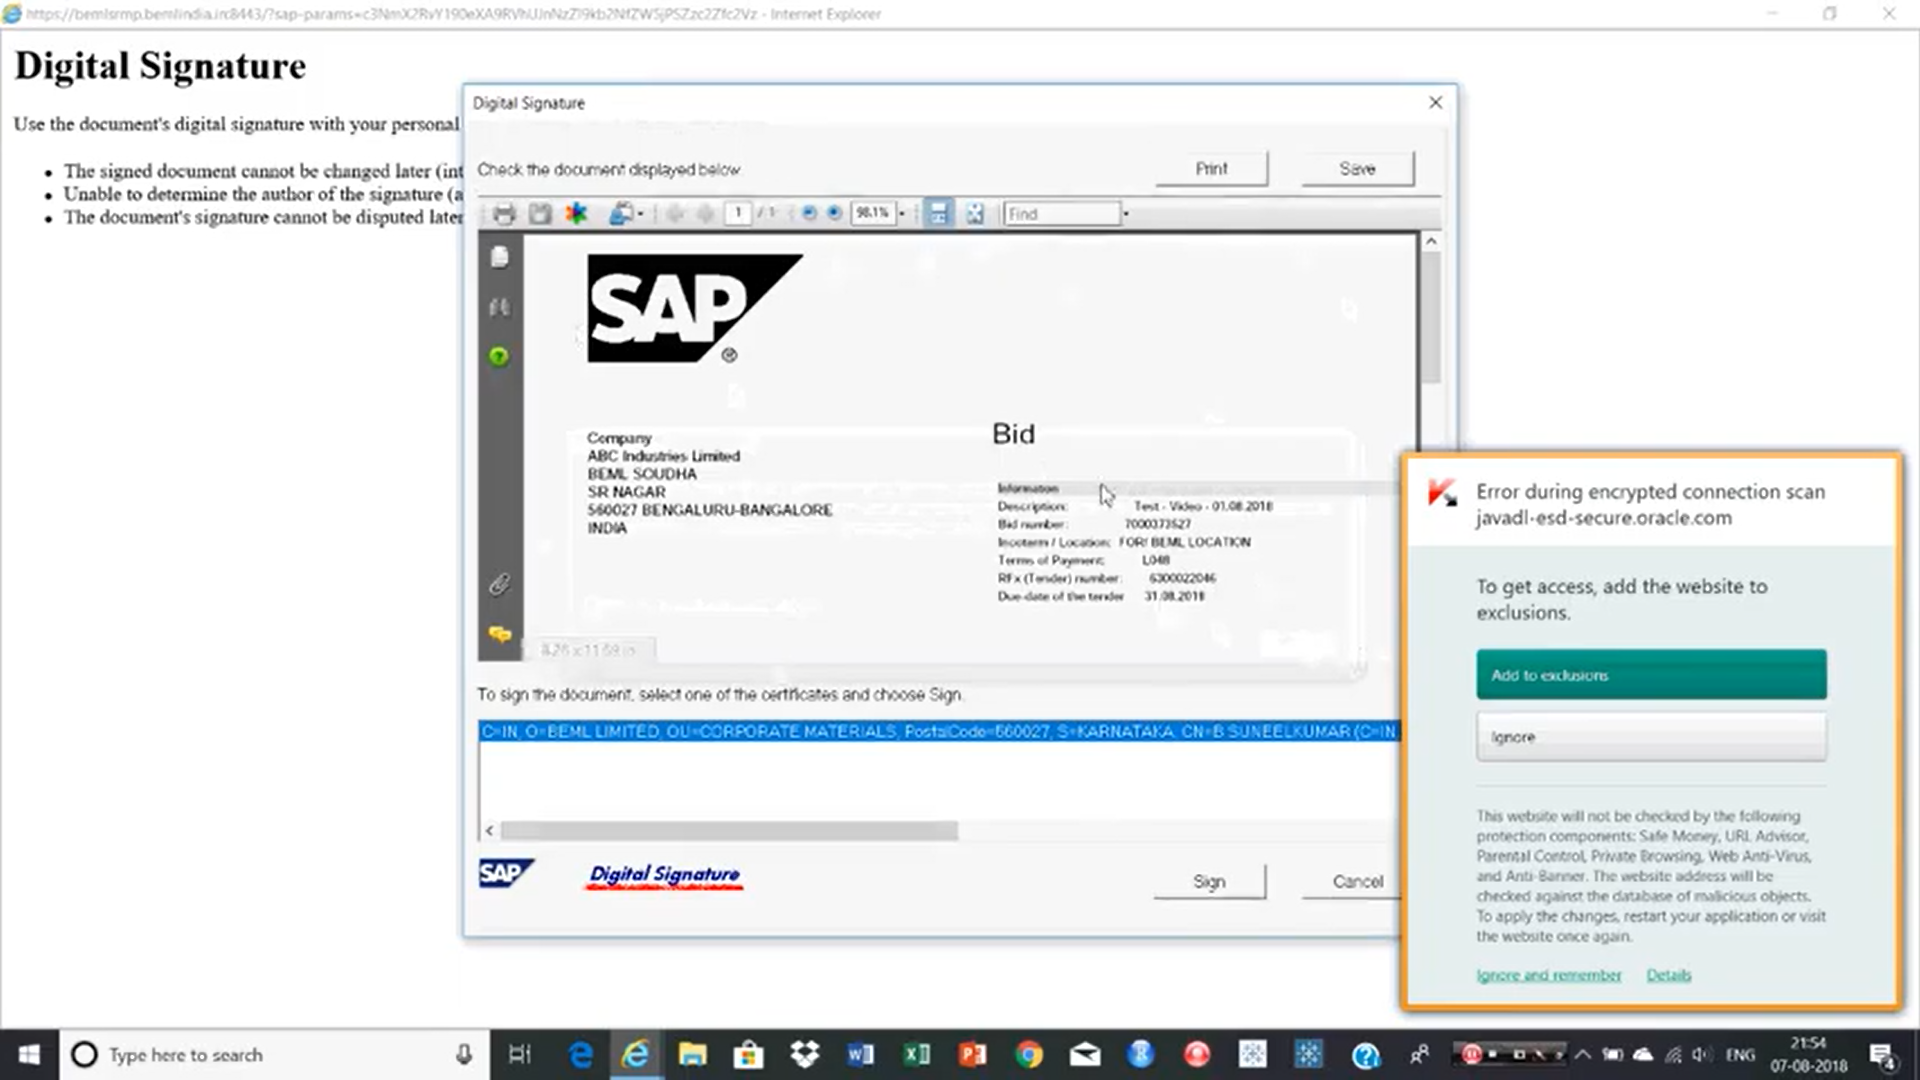 - Internet Explorer
Digital Signature
Use the document's digital signature with your personal
The signed document cannot be changed later (int
Unable to determine the author of the signature (a
The document's signature cannot be disputed later
Digital Signature
Check the document displayed below.
Print
Save
1 / 1
98.1%
Find
SAP
®
Company
ABC Industries Limited
BEML SOUDHA
SR NAGAR
560027 BENGALURU-BANGALORE
INDIA
Bid
Information
Description: Test - Video - 01.08.2018
Bid number: 7000373527
Incoterm / Location: FOR/ BEML LOCATION
Terms of Payment: L048
RFx (Tender) number: 6300022046
Due-date of the tender 31.08.2018
8.26 x 11.69 in
To sign the document, select one of the certificates and choose Sign.
C=IN, O=BEML LIMITED, OU=CORPORATE MATERIALS, PostalCode=560027, S=KARNATAKA, CN=B SUNEELKUMAR (C=IN
SAP
Digital Signature
Sign
Cancel
Error during encrypted connection scan
javadl-esd-secure.oracle.com
To get access, add the website to
exclusions.
Add to exclusions
Ignore
This website will not be checked by the following
protection components: Safe Money, URL Advisor,
Parental Control, Private Browsing, Web Anti-Virus,
and Anti-Banner. The website address will be
checked against the database of malicious objects.
To apply the changes, restart your application or visit
the website once again.
Ignore and remember
Details
Type here to search
ENG
21:54
07-08-2018
4